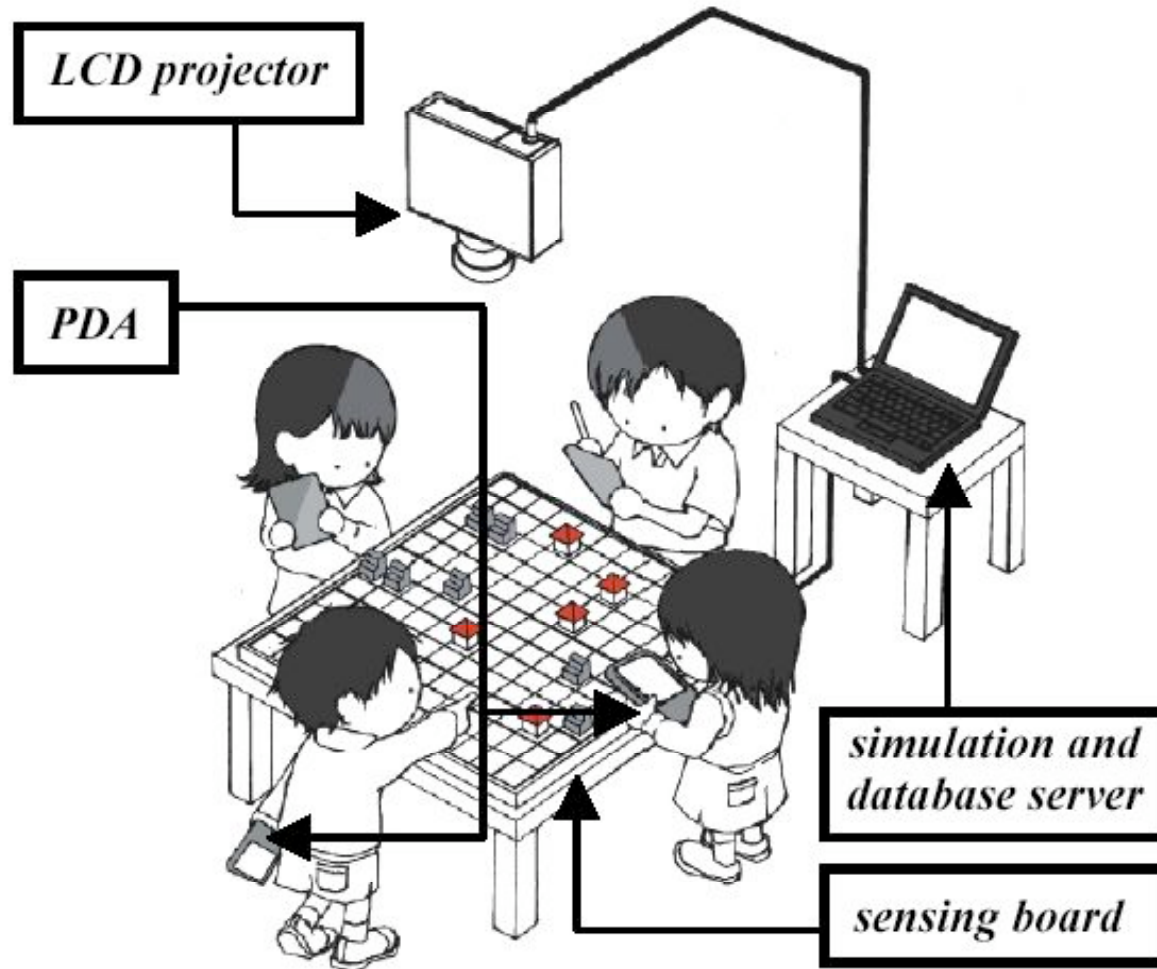 LCD projector
PDA
simulation and
database server
sensing board